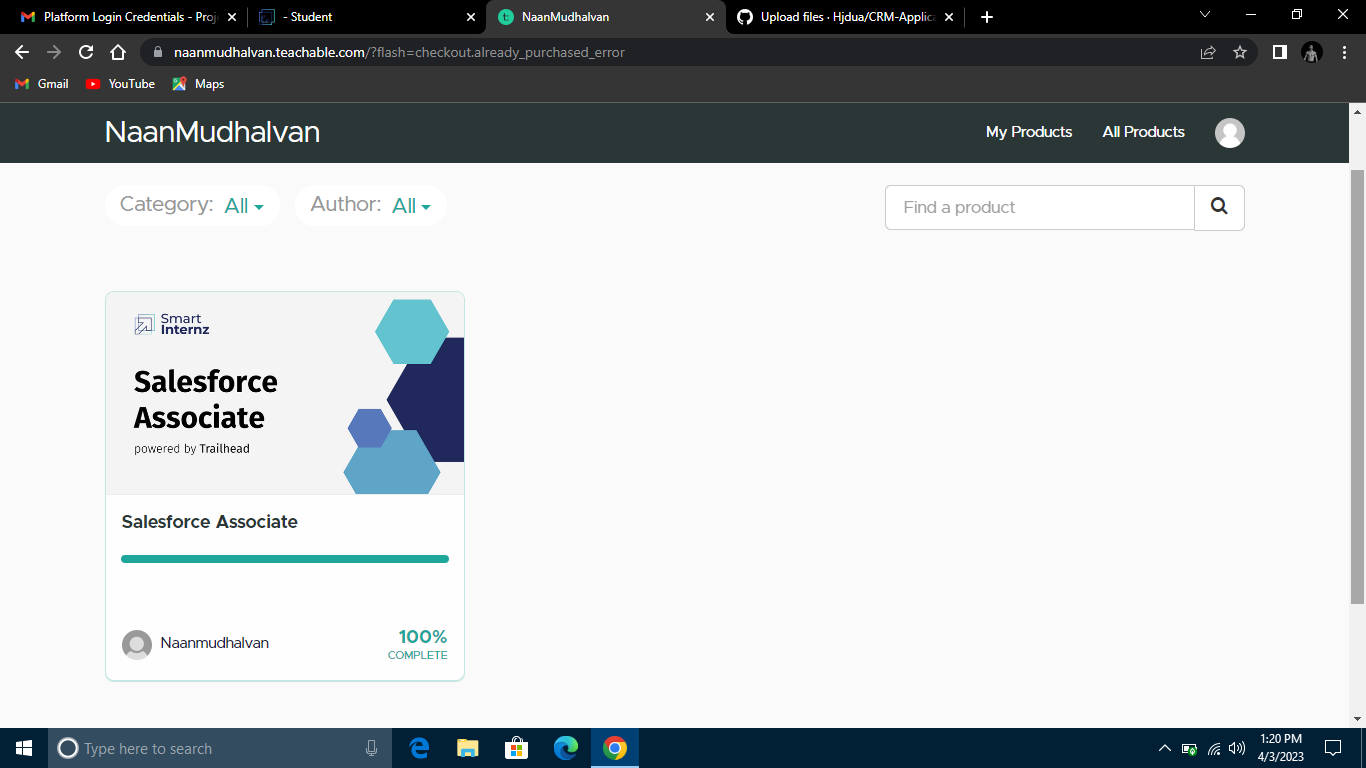 Platform Login Credentials - Proj
- Student
NaanMudhalvan
Upload files · Hjdua/CRM-Applica
naanmudhalvan.teachable.com/?flash=checkout.already_purchased_error
Gmail
YouTube
Maps
NaanMudhalvan
My Products
All Products
Category: All
Author: All
Find a product
Smart
Internz
Salesforce
Associate
powered by Trailhead
Salesforce Associate
Naanmudhalvan
100%
COMPLETE
Type here to search
1:20 PM
4/3/2023